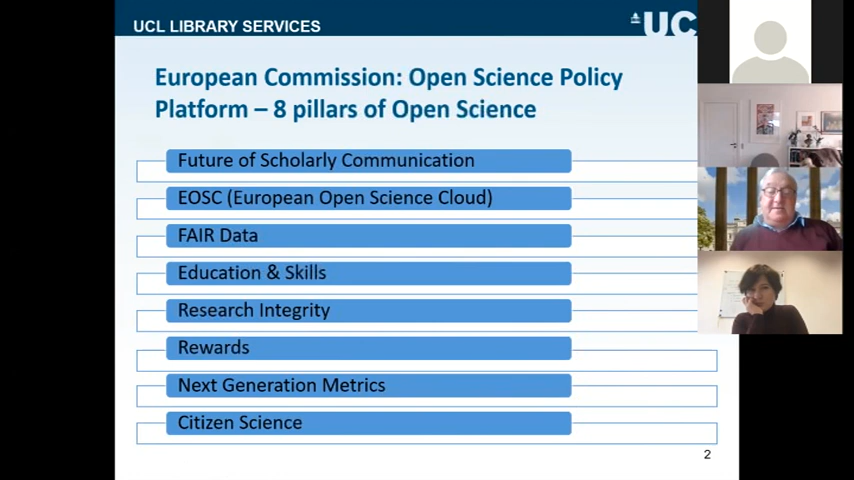 UCL LIBRARY SERVICES
UC
European Commission: Open Science Policy
Platform – 8 pillars of Open Science
Future of Scholarly Communication
EOSC (European Open Science Cloud)
FAIR Data
Education & Skills
Research Integrity
Rewards
Next Generation Metrics
Citizen Science
2